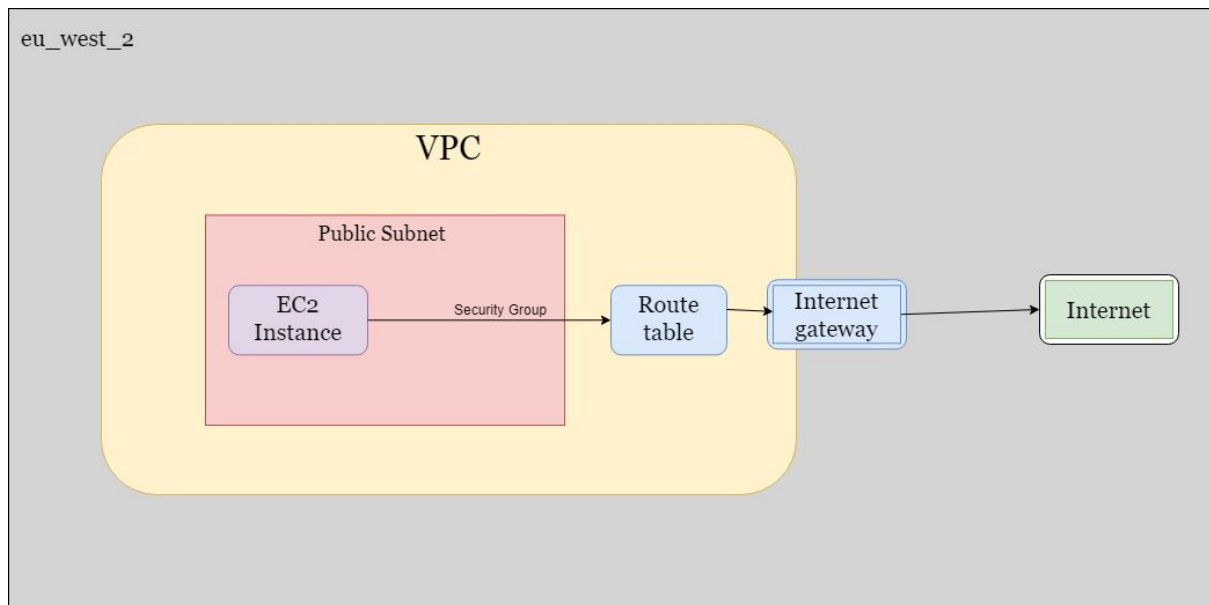 eu_west_2
VPC
Public Subnet
EC2
Instance
Security Group
Route
table
Internet
gateway
Internet